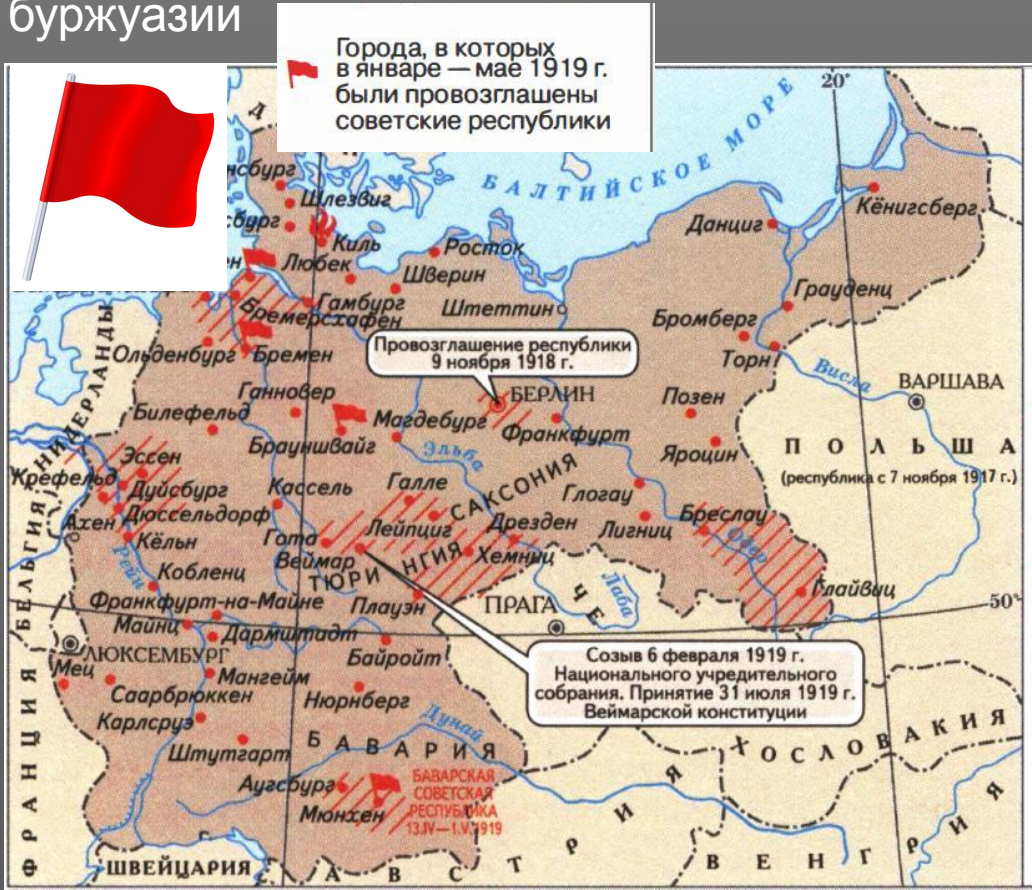 буржуазии
Города, в которых
в январе — мае 1919 г.
были провозглашены
советские республики
20°
БАЛТИЙСКОЕ МОРЕ
Шлезвиг
Киль
Любек
Росток
Шверин
Гамбург
Бремерсхафен
Штеттин
Данциг
Кёнигсберг
Грауденц
Бромберг
Торн
Ольденбург
Бремен
Провозглашение республики
9 ноября 1918 г.
БЕРЛИН
Висла
ВАРШАВА
НИДЕРЛАНДЫ
Ганновер
Билефельд
Брауншвайг
Магдебург
Франкфурт
Позен
Яроцин
ПОЛЬША
(республика с 7 ноября 1917 г.)
Эльба
Эссен
Крефельд
Дуйсбург
Дюссельдорф
Ахен
Кёльн
Кассель
Галле
САКСОНИЯ
Глогау
Лигниц
Бреслау
Одер
Лейпциг
Дрезден
Гота
Веймар
ТЮРИНГИЯ
Хемниц
БЕЛЬГИЯ
Рейн
Кобленц
Глайвиц
Лаба
50°
Франкфурт-на-Майне
Плауэн
ПРАГА
Майнц
Дармштадт
ЛЮКСЕМБУРГ
Байройт
Мец
Мангейм
Саарбрюккен
Нюрнберг
Карлсруэ
Созыв 6 февраля 1919 г.
Национального учредительного
собрания. Принятие 31 июля 1919 г.
Веймарской конституции
Штутгарт
БАВАРИЯ
Дунай
ЧЕХОСЛОВАКИЯ
Аугсбург
Мюнхен
БАВАРСКАЯ
СОВЕТСКАЯ
РЕСПУБЛИКА
13.IV—1.V.1919
ФРАНЦИЯ
ШВЕЙЦАРИЯ
АВСТРИЯ
ВЕНГРИЯ